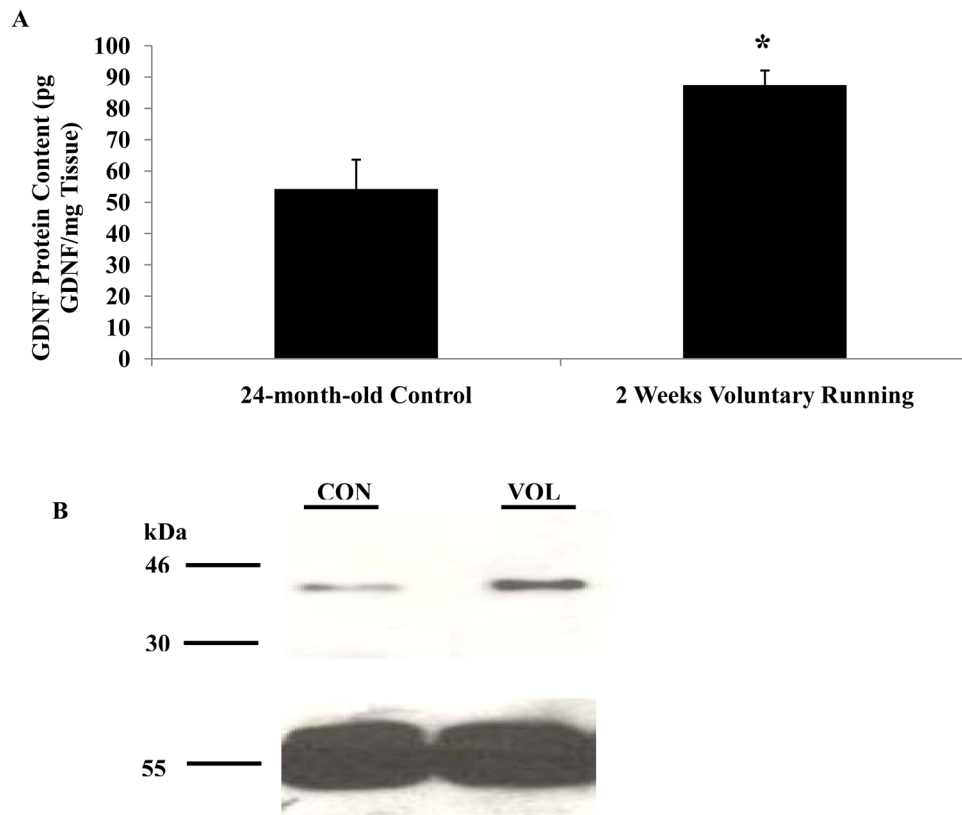 A
GDNF Protein Content (pg
GDNF/mg Tissue)
100
90
80
70
60
50
40
30
20
10
0
*
24-month-old Control
2 Weeks Voluntary Running
B
CON
VOL
kDa
46
30
55